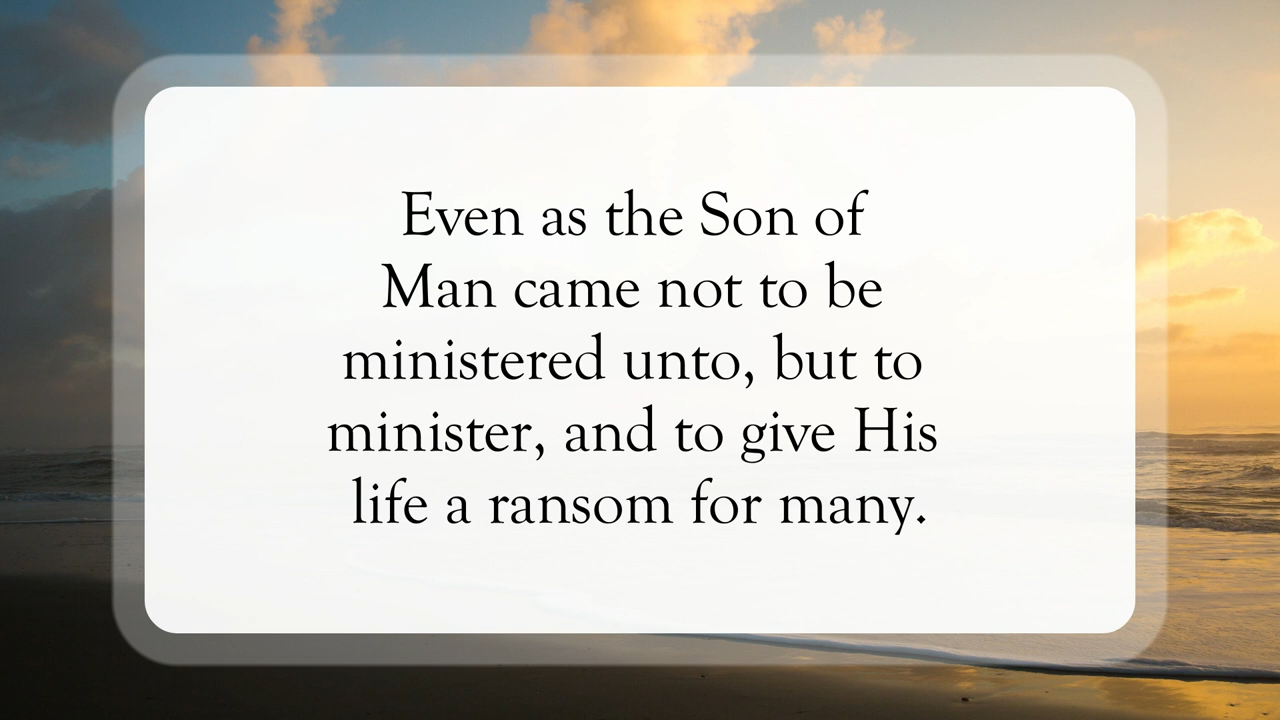 Even as the Son of
Man came not to be
ministered unto, but to
minister, and to give His
life a ransom for many.